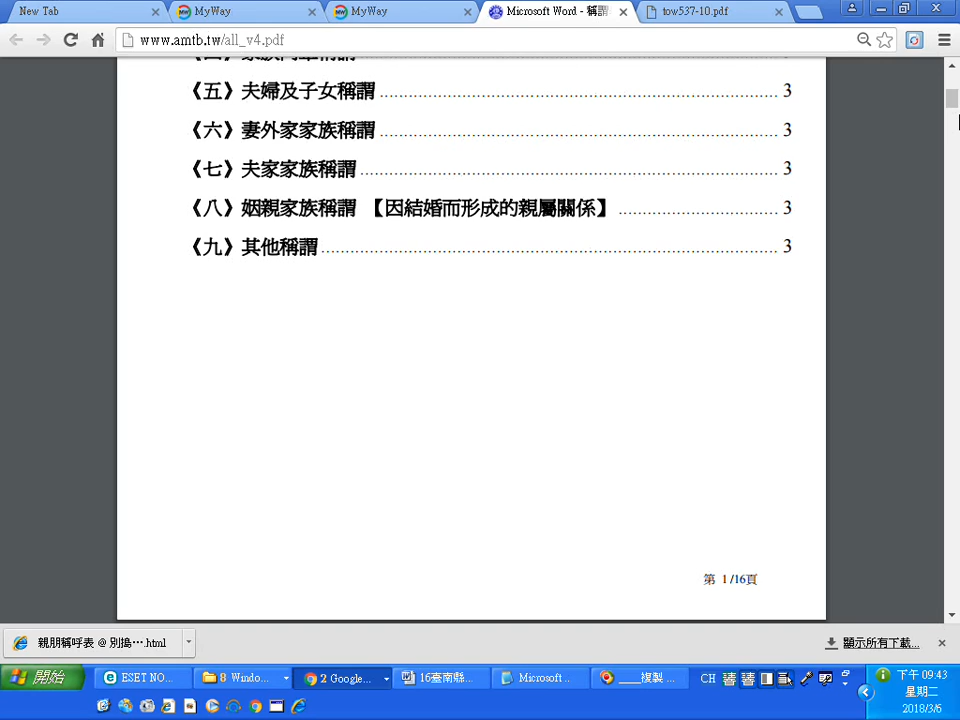 New Tab
MyWay
MyWay
Microsoft Word - 稱謂
tow537-10.pdf
www.amtb.tw/all_v4.pdf
《五》夫婦及子女稱謂 ........ 3
《六》妻外家家族稱謂 ........ 3
《七》夫家家族稱謂 ........ 3
《八》姻親家族稱謂 【因結婚而形成的親屬關係】 ........ 3
《九》其他稱謂 ........ 3
第 1 /16頁
親朋稱呼表 @ 別搗….html
顯示所有下載...
開始
ESET NO...
8 Windo...
2 Google...
16臺南縣...
Microsoft ...
____複製 ...
CH
下午 09:43
星期二
2018/3/6